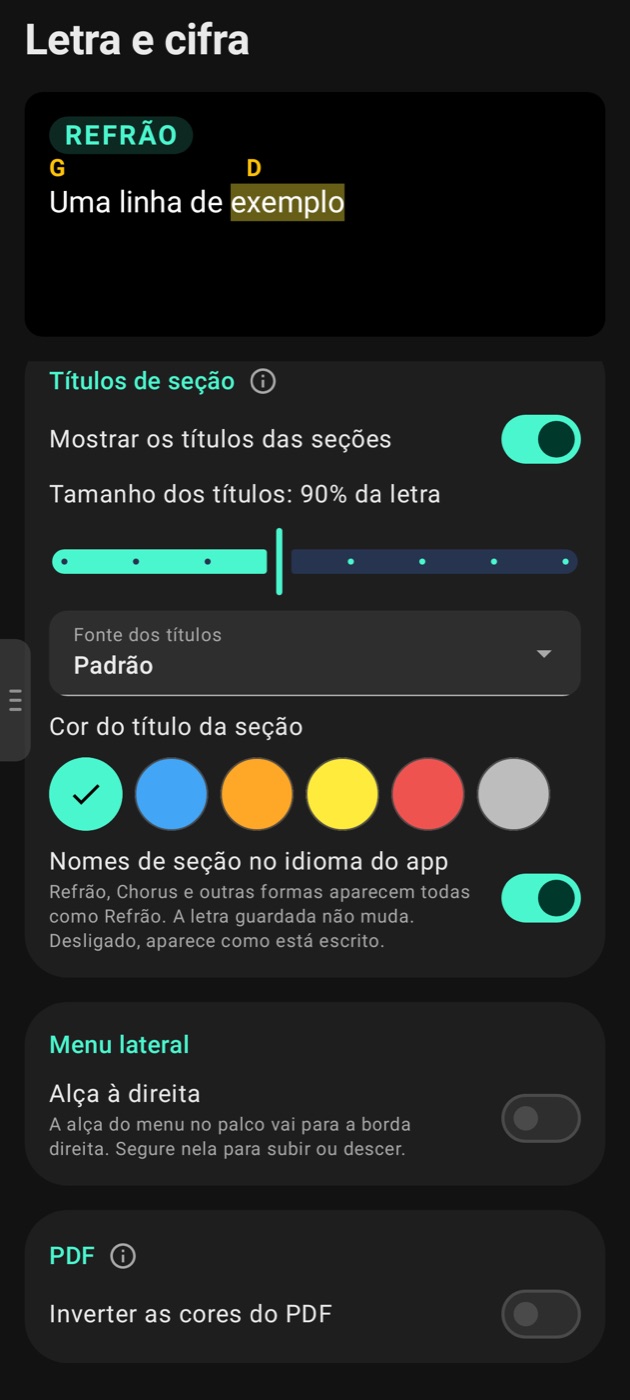 Letra e cifra
REFRÃO
G D
Uma linha de exemplo
Títulos de seção
Mostrar os títulos das seções
Tamanho dos títulos: 90% da letra
Fonte dos títulos
Padrão
Cor do título da seção
Nomes de seção no idioma do app
Refrão, Chorus e outras formas aparecem todas
como Refrão. A letra guardada não muda.
Desligado, aparece como está escrito.
Menu lateral
Alça à direita
A alça do menu no palco vai para a borda
direita. Segure nela para subir ou descer.
PDF
Inverter as cores do PDF